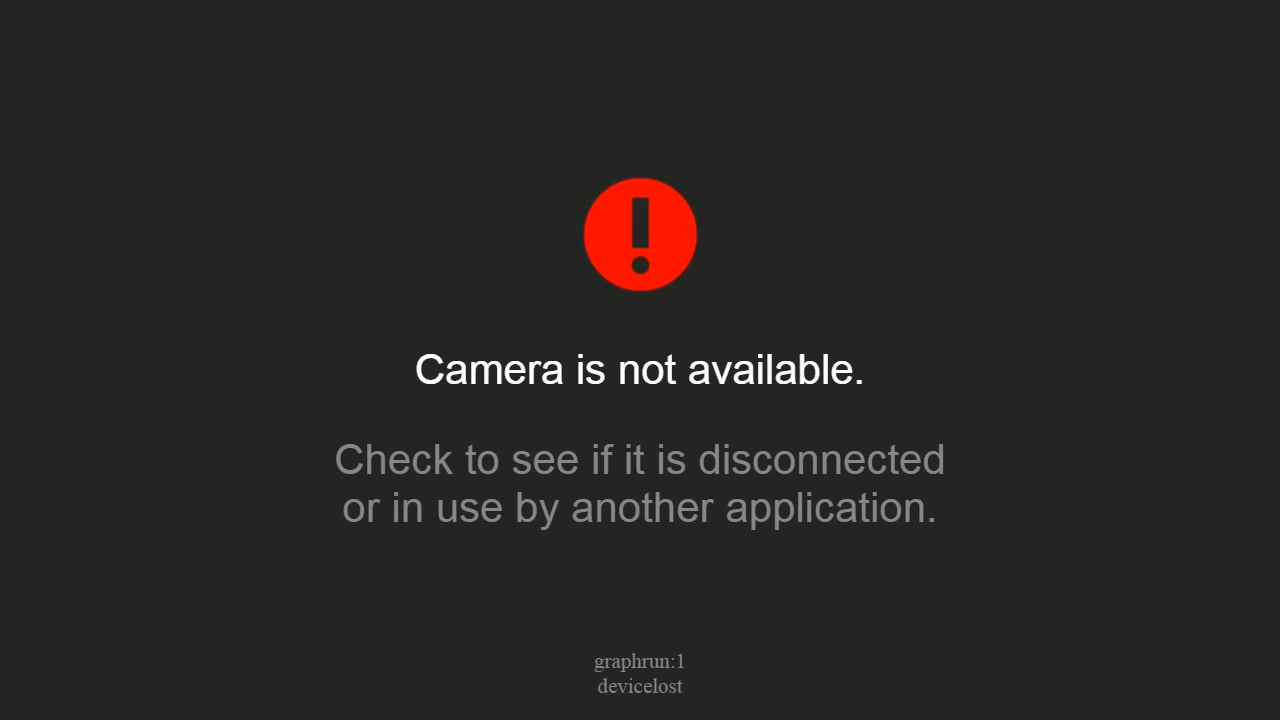 Camera is not available.
Check to see if it is disconnected
or in use by another application.
graphrun:1
devicelost